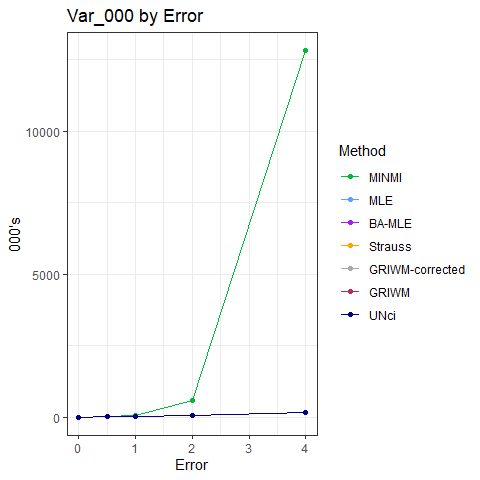 Var_000 by Error
000's
10000
5000
0
0
1
2
3
4
Error
Method
MINMI
MLE
BA-MLE
Strauss
GRIWM-corrected
GRIWM
UNci